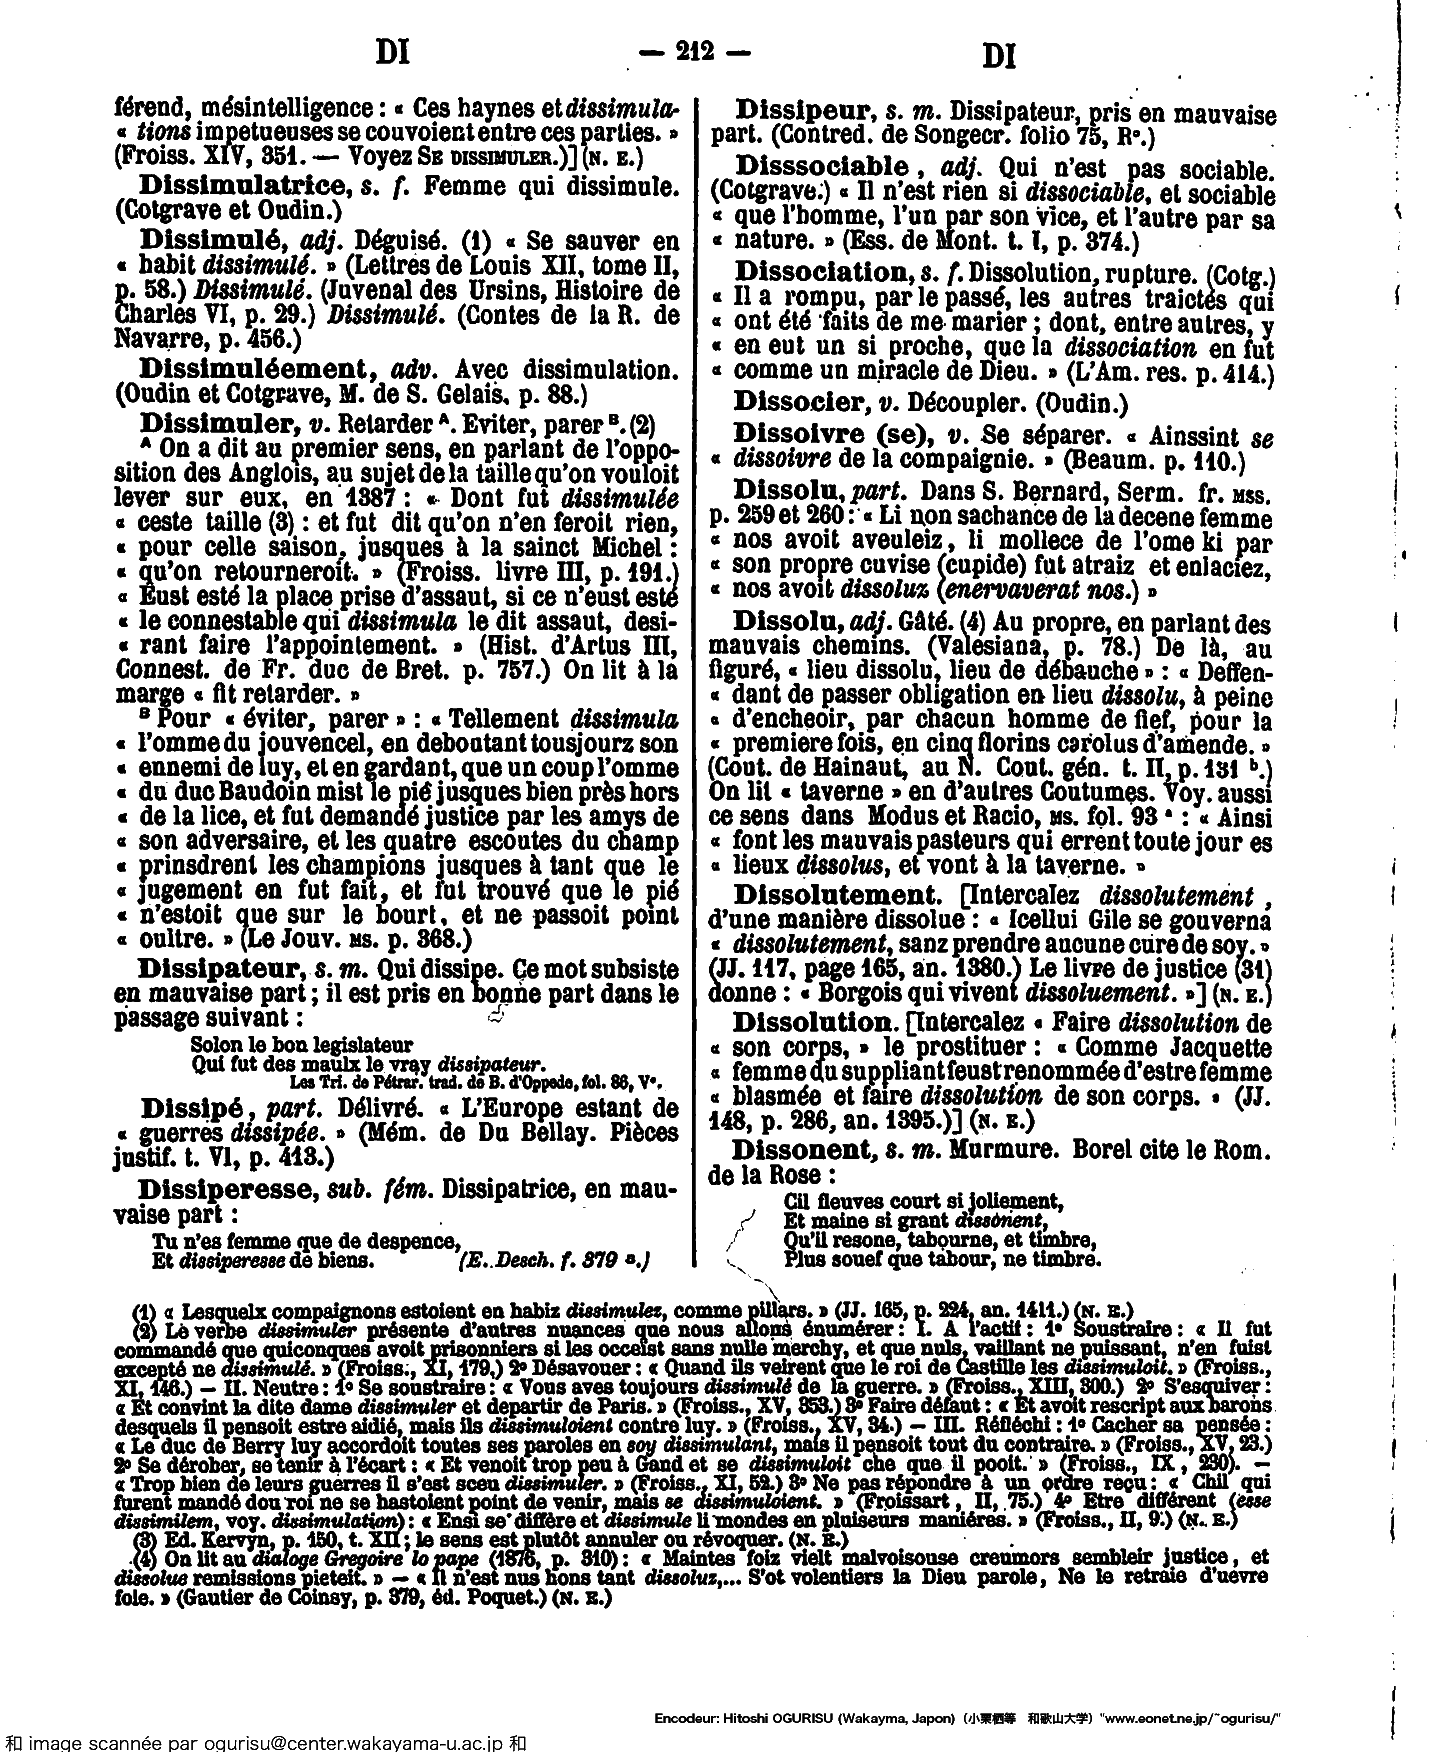 DI — 212 — DI
férend, mésintelligence : « Ces haynes et dissimula-
« tions impetueuses se couvoient entre ces parties. »
(Froiss. XIV, 351. — Voyez SE DISSIMULER.)] (N. E.)
Dissimulatrice, s. f. Femme qui dissimule.
(Cotgrave et Oudin.)
Dissimulé, adj. Déguisé. (1) « Se sauver en
« habit dissimulé. » (Lettres de Louis XII, tome II,
p. 58.) Dissimulé. (Juvenal des Ursins, Histoire de
Charles VI, p. 29.) Dissimulé. (Contes de la R. de
Navarre, p. 456.)
Dissimuléement, adv. Avec dissimulation.
(Oudin et Cotgrave, M. de S. Gelais, p. 88.)
Dissimuler, v. Retarder ᴬ. Eviter, parer ᴮ. (2)
ᴬ On a dit au premier sens, en parlant de l'oppo-
sition des Anglois, au sujet de la taille qu'on vouloit
lever sur eux, en 1387 : « Dont fut dissimulée
« ceste taille (3) : et fut dit qu'on n'en feroit rien,
« pour celle saison, jusques à la sainct Michel :
« qu'on retourneroit. » (Froiss. livre III, p. 191.)
« Eust esté la place prise d'assaut, si ce n'eust esté
« le connestable qui dissimula le dit assaut, desi-
« rant faire l'appointement. » (Hist. d'Artus III,
Connest. de Fr. duc de Bret. p. 757.) On lit à la
marge « fit retarder. »
ᴮ Pour « éviter, parer » : « Tellement dissimula
« l'omme du jouvencel, en deboutant tousjourz son
« ennemi de luy, et en gardant, que un coup l'omme
« du duc Baudoin mist le pié jusques bien près hors
« de la lice, et fut demandé justice par les amys de
« son adversaire, et les quatre escoutes du champ
« prinsdrent les champions jusques à tant que le
« jugement en fut fait, et fut trouvé que le pié
« n'estoit que sur le bourt, et ne passoit point
« oultre. » (Le Jouv. MS. p. 368.)
Dissipateur, s. m. Qui dissipe. Ce mot subsiste
en mauvaise part ; il est pris en bonne part dans le
passage suivant :
Solon le bon legislateur
Qui fut des maulx le vray dissipateur.
Les Tri. de Pétrar. trad. de B. d'Oppede, fol. 86, Vº.
Dissipé, part. Délivré. « L'Europe estant de
« guerres dissipée. » (Mém. de Du Bellay. Pièces
justif. t. VI, p. 413.)
Dissiperesse, sub. fém. Dissipatrice, en mau-
vaise part :
Tu n'es femme que de despence,
Et dissiperesse de biens. (E. Desch. f. 379 ª.)
Dissipeur, s. m. Dissipateur, pris en mauvaise
part. (Contred. de Songecr. folio 75, Rº.)
Disssociable, adj. Qui n'est pas sociable.
(Cotgrave.) « Il n'est rien si dissociable, et sociable
« que l'homme, l'un par son vice, et l'autre par sa
« nature. » (Ess. de Mont. t. I, p. 374.)
Dissociation, s. f. Dissolution, rupture. (Cotg.)
« Il a rompu, par le passé, les autres traictés qui
« ont été faits de me marier ; dont, entre autres, y
« en eut un si proche, que la dissociation en fut
« comme un miracle de Dieu. » (L'Am. res. p. 414.)
Dissocier, v. Découpler. (Oudin.)
Dissoivre (se), v. Se séparer. « Ainssint se
« dissoivre de la compaignie. » (Beaum. p. 110.)
Dissolu, part. Dans S. Bernard, Serm. fr. MSS.
p. 259 et 260 : « Li non sachance de la decene femme
« nos avoit aveuleiz, li mollece de l'ome ki par
« son propre cuvise (cupide) fut atraiz et enlaciez,
« nos avoit dissoluz (enervaverat nos.) »
Dissolu, adj. Gâté. (4) Au propre, en parlant des
mauvais chemins. (Valesiana, p. 78.) De là, au
figuré, « lieu dissolu, lieu de débauche » : « Deffen-
« dant de passer obligation en lieu dissolu, à peine
« d'encheoir, par chacun homme de fief, pour la
« premiere fois, en cinq florins carolus d'amende. »
(Cout. de Hainaut, au N. Cout. gén. t. II, p. 131 ᵇ.)
On lit « taverne » en d'autres Coutumes. Voy. aussi
ce sens dans Modus et Racio, MS. fol. 93 ª : « Ainsi
« font les mauvais pasteurs qui errent toute jour es
« lieux dissolus, et vont à la taverne. »
Dissolutement. [Intercalez dissolutement,
d'une manière dissolue : « Icellui Gile se gouverna
« dissolutement, sanz prendre aucune cure de soy. »
(JJ. 117, page 165, an. 1380.) Le livre de justice (31)
donne : « Borgois qui vivent dissoluement. »] (N. E.)
Dissolution. [Intercalez « Faire dissolution de
« son corps, » le prostituer : « Comme Jacquette
« femme du suppliant feust renommée d'estre femme
« blasmée et faire dissolution de son corps. » (JJ.
148, p. 286, an. 1395.)] (N. E.)
Dissonent, s. m. Murmure. Borel cite le Rom.
de la Rose :
Cil fleuves court si joliement,
Et maine si grant dissonent,
Qu'il resone, tabourne, et timbre,
Plus souef que tabour, ne timbre.
(1) « Lesquelx compaignons estoient en habiz dissimulez, comme pillars. » (JJ. 165, p. 224, an. 1411.) (N. E.)
(2) Le verbe dissimuler présente d'autres nuances que nous allons énumérer : I. A l'actif : 1º Soustraire : « Il fut
commandé que quiconques avoit prisonniers si les occeist sans nulle merchy, et que nuls, vaillant ne puissant, n'en fuist
excepté ne dissimulé. » (Froiss., XI, 179.) 2º Désavouer : « Quand ils veirent que le roi de Castille les dissimuloit. » (Froiss.,
XI, 146.) — II. Neutre : 1º Se soustraire : « Vous aves toujours dissimulé de la guerre. » (Froiss., XIII, 300.) 2º S'esquiver :
« Et convint la dite dame dissimuler et departir de Paris. » (Froiss., XV, 353.) 3º Faire défaut : « Et avoit rescript aux barons
desquels il pensoit estre aidié, mais ils dissimuloient contre luy. » (Froiss., XV, 34.) — III. Réfléchi : 1º Cacher sa pensée :
« Le duc de Berry luy accordoit toutes ses paroles en soy dissimulant, mais il pensoit tout du contraire. » (Froiss., XV, 23.)
2º Se dérober, se tenir à l'écart : « Et venoit trop peu à Gand et se dissimuloit che que il pooit. » (Froiss., IX, 230). —
« Trop bien de leurs guerres il s'est sceu dissimuler. » (Froiss., XI, 52.) 3º Ne pas répondre à un ordre reçu : « Chil qui
furent mandé dou roi ne se hastoient point de venir, mais se dissimuloient. » (Froissart, II, 75.) 4º Etre différent (esse
dissimilem, voy. dissimulation) : « Ensi se diffère et dissimule li mondes en pluiseurs manières. » (Froiss., II, 9.) (N. E.)
(3) Ed. Kervyn, p. 150, t. XII ; le sens est plutôt annuler ou révoquer. (N. E.)
(4) On lit au dialoge Gregoire lo pape (1876, p. 310) : « Maintes foiz vielt malvoisouse creumors sembleir justice, et
dissolue remissions pieteit. » — « Il n'est nus hons tant dissoluz,... S'ot volentiers la Dieu parole, Ne le retraie d'uevre
fole. » (Gautier de Coinsy, p. 379, éd. Poquet.) (N. E.)
Encodeur: Hitoshi OGURISU (Wakayma, Japon) (小栗栖等 和歌山大学) "www.eonet.ne.jp/~ogurisu/"
和 image scannée par ogurisu@center.wakayama-u.ac.jp 和